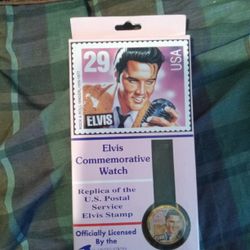 29
USA
ELVIS
Elvis
Commemorative
Watch
Replica of the
U.S. Postal
Service
Elvis Stamp
Officially Licensed
By the